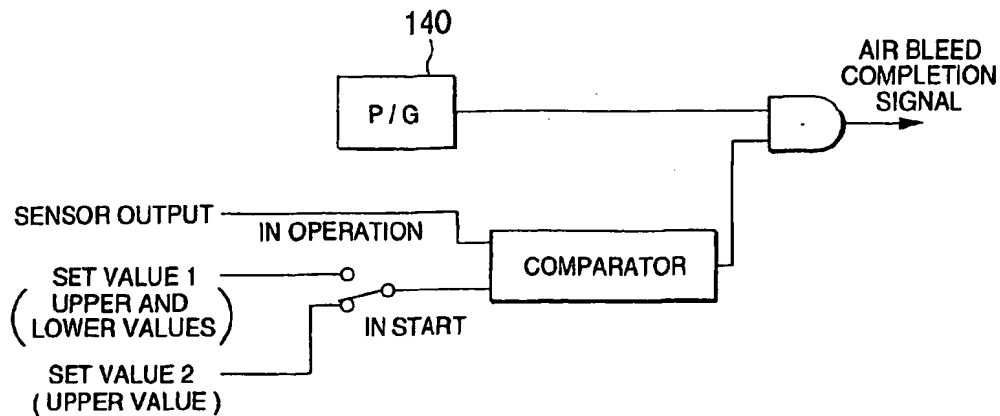 140
P / G
AIR BLEED
COMPLETION
SIGNAL
SENSOR OUTPUT
IN OPERATION
COMPARATOR
SET VALUE 1
( UPPER AND
LOWER VALUES )
IN START
SET VALUE 2
( UPPER VALUE )